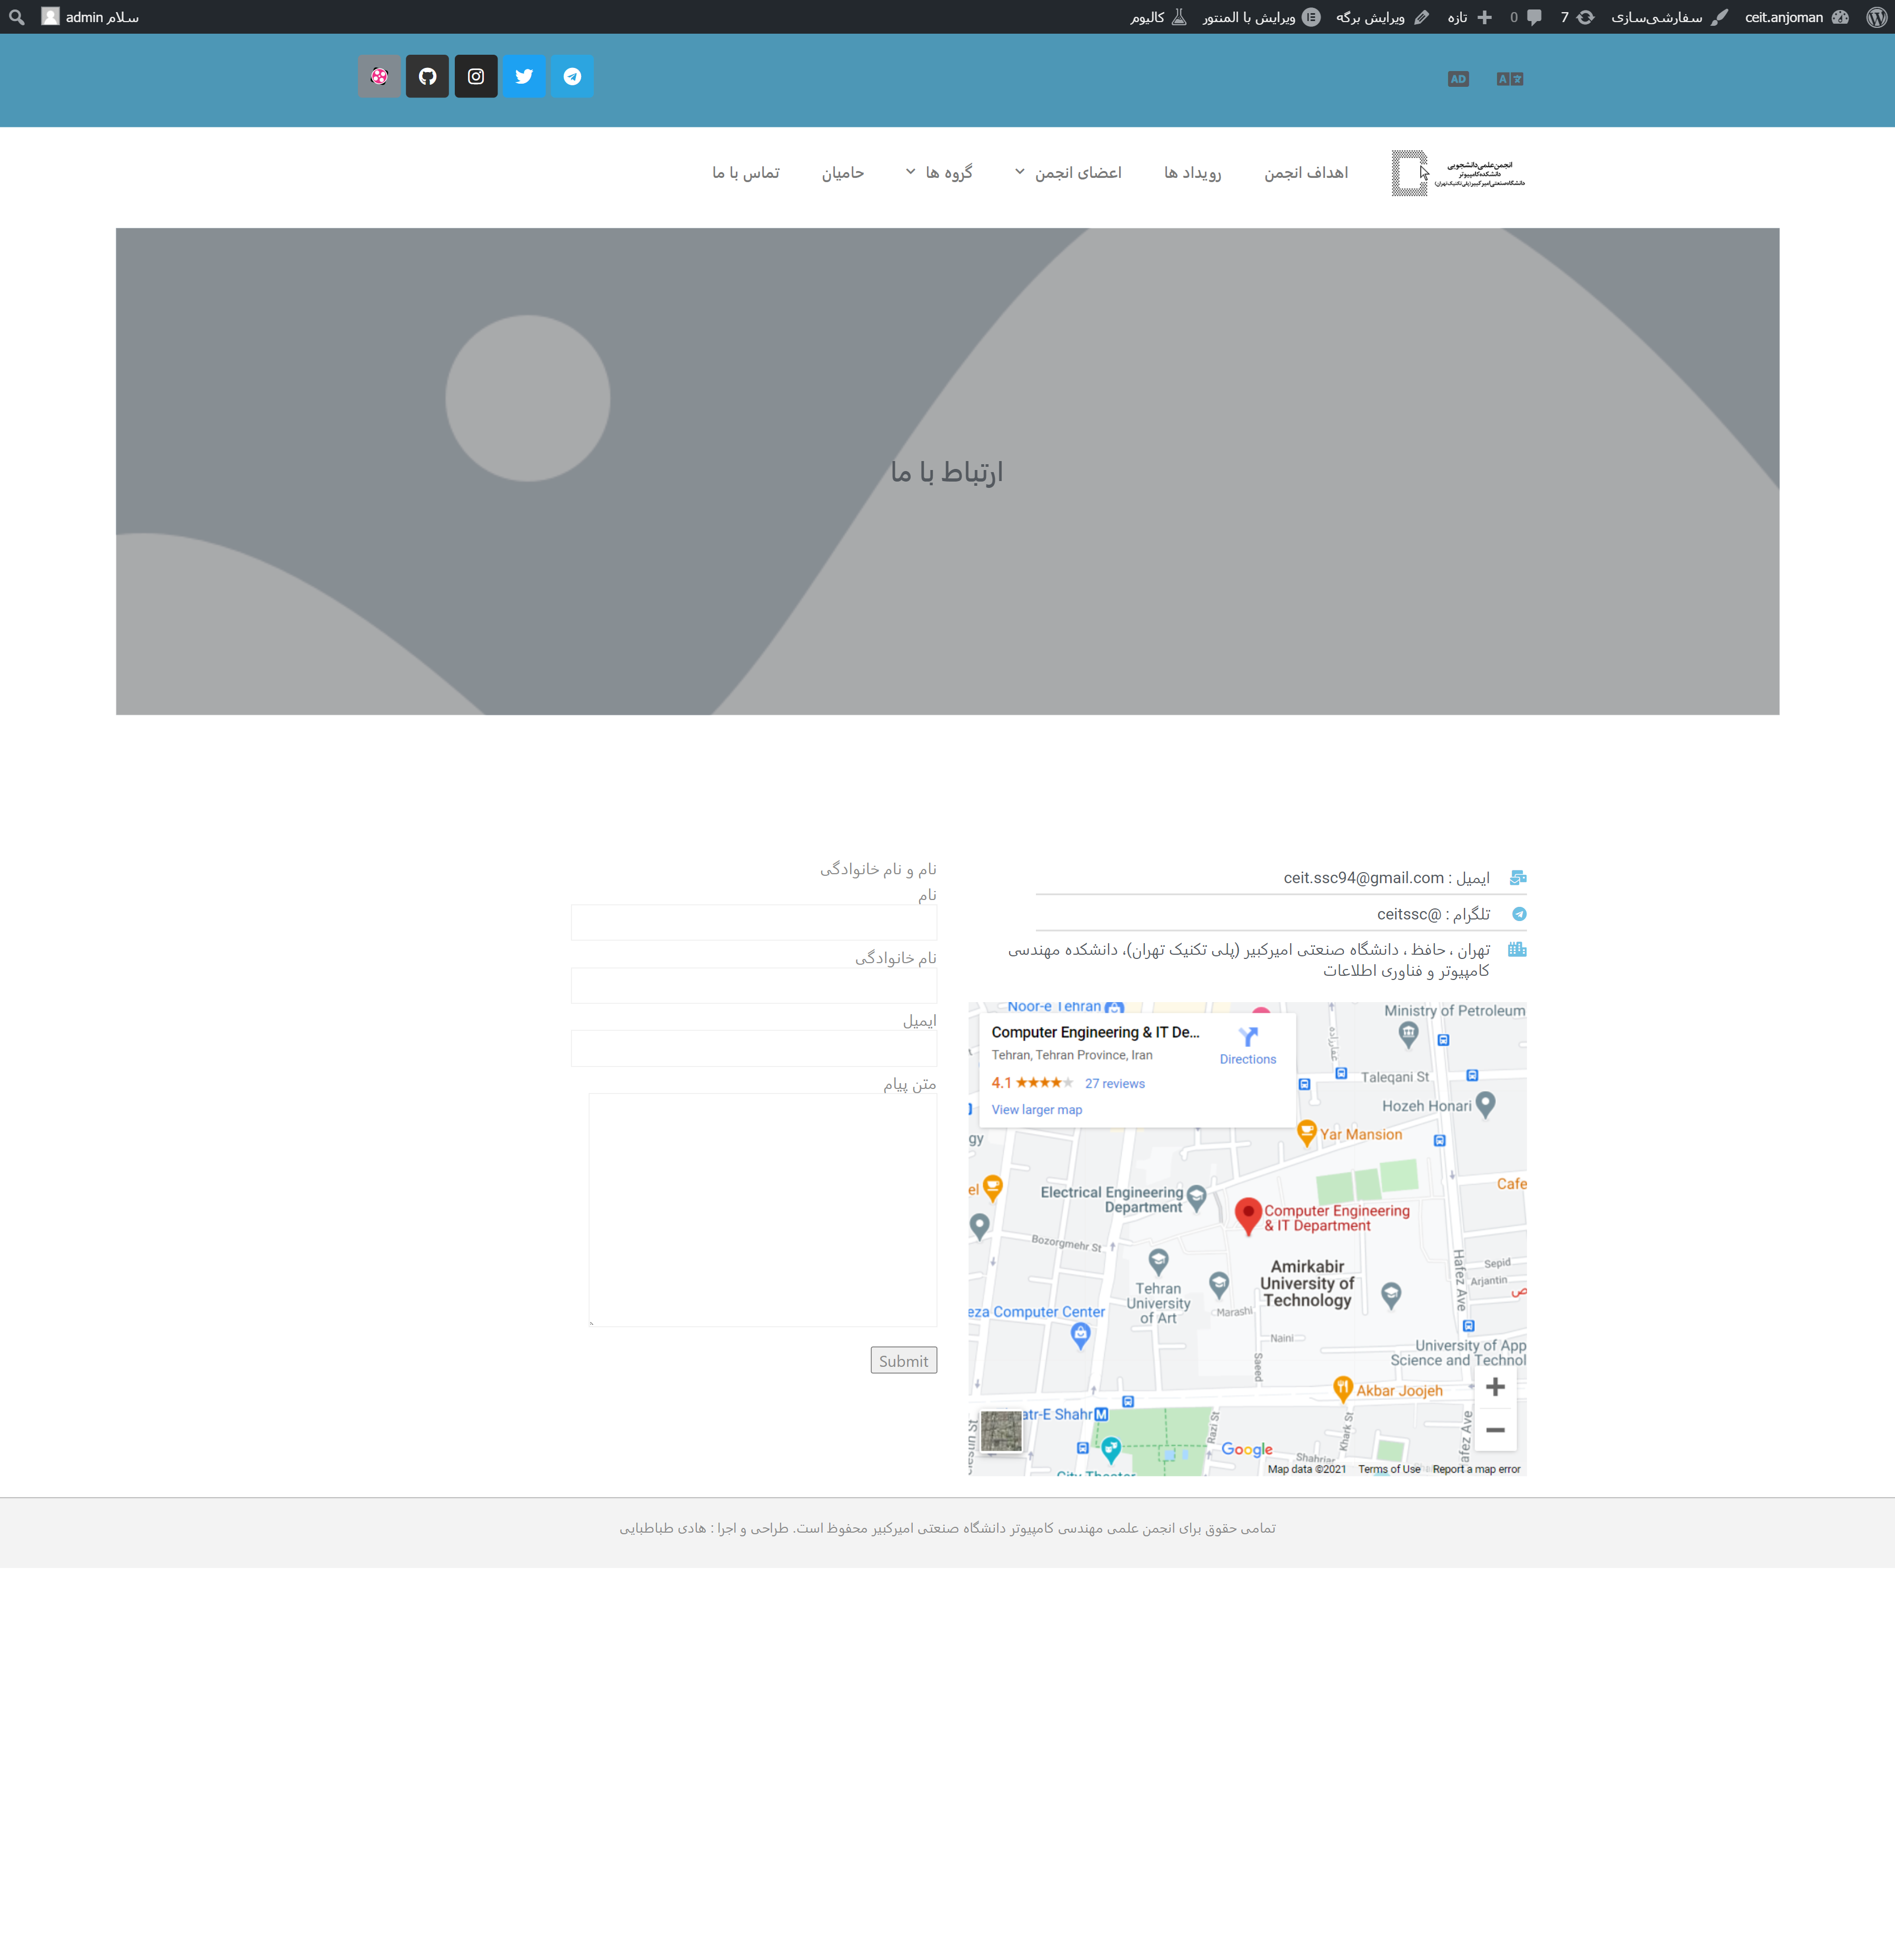 ceit.anjoman
سفارشی‌سازی
7
0
تازه
ویرایش برگه
ویرایش با المنتور
کالیوم
سلام admin
AD
A
انجمن علمی دانشجویی
دانشکده کامپیوتر
دانشگاه صنعتی امیرکبیر (پلی تکنیک تهران)
اهداف انجمن
رویداد ها
اعضای انجمن
گروه ها
حامیان
تماس با ما
ارتباط با ما
ایمیل : ceit.ssc94@gmail.com
تلگرام : @ceitssc
تهران ، حافظ ، دانشگاه صنعتی امیرکبیر (پلی تکنیک تهران)، دانشکده مهندسی
کامپیوتر و فناوری اطلاعات
نام و نام خانوادگی
نام
نام خانوادگی
ایمیل
متن پیام
Submit
Noor-e Tehran
Ministry of Petroleum
Computer Engineering & IT De...
Tehran, Tehran Province, Iran
4.1
27 reviews
View larger map
Directions
Taleqani St
Hozeh Honari
Yar Mansion
gy
el
Cafe
Electrical Engineering
Department
Computer Engineering
& IT Department
Bozorgmehr St
Amirkabir
University of
Technology
Tehran
University
of Art
Marashi
Hafez Ave
Sepid
Arjantin
ص
eza Computer Center
Naini
Saeed
University of App
Science and Technol
Akbar Joojeh
atr-E Shahr
M
Razi St
Khark St
afez Ave
Shahriar
City Theater
Google
Map data ©2021
Terms of Use
Report a map error
تمامی حقوق برای انجمن علمی مهندسی کامپیوتر دانشگاه صنعتی امیرکبیر محفوظ است. طراحی و اجرا : هادی طباطبایی